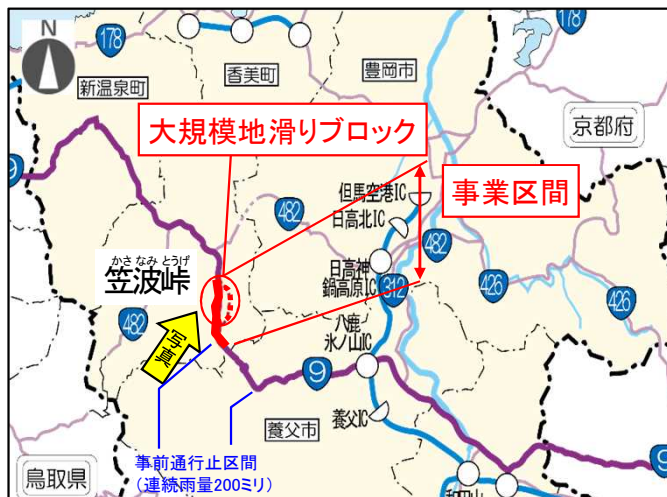 N
178
178
香美町
豊岡市
新温泉町
大規模地滑りブロック
京都府
9
但馬空港IC
事業区間
日高北IC
482
かさなみとうげ
笠波峠
日高神
鍋高原IC
482
312
426
426
482
八鹿
氷ノ山IC
写真
9
養父IC
養父市
事前通行止区間
(連続雨量200ミリ)
鳥取県
和田山
9